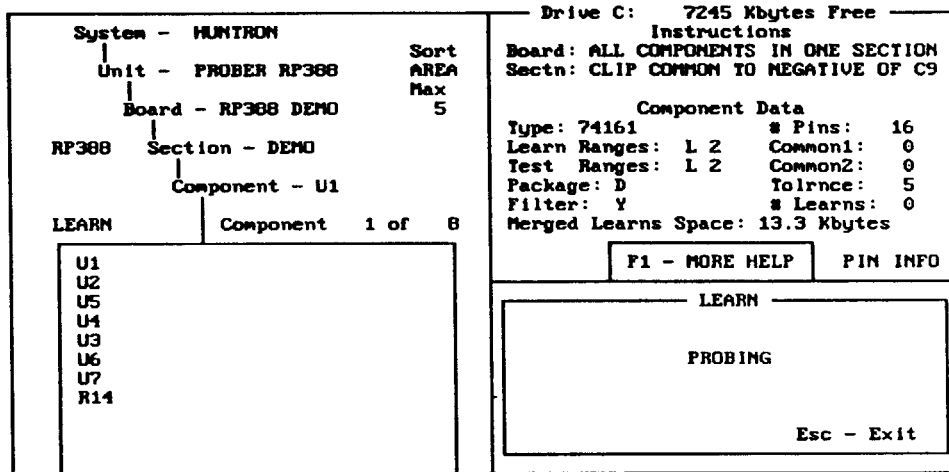 System - HUNTRON
Sort
Unit - PROBER RP388 AREA
Max
Board - RP388 DEMO 5
RP388 Section - DEMO
Component - U1
LEARN Component 1 of 8
U1
U2
U5
U4
U3
U6
U7
R14
Drive C: 7245 Kbytes Free
Instructions
Board: ALL COMPONENTS IN ONE SECTION
Sectn: CLIP COMMON TO NEGATIVE OF C9
Component Data
Type: 74161 # Pins: 16
Learn Ranges: L 2 Common1: 0
Test Ranges: L 2 Common2: 0
Package: D Tolrnce: 5
Filter: Y # Learns: 0
Merged Learns Space: 13.3 Kbytes
F1 - MORE HELP PIN INFO
LEARN
PROBING
Esc - Exit